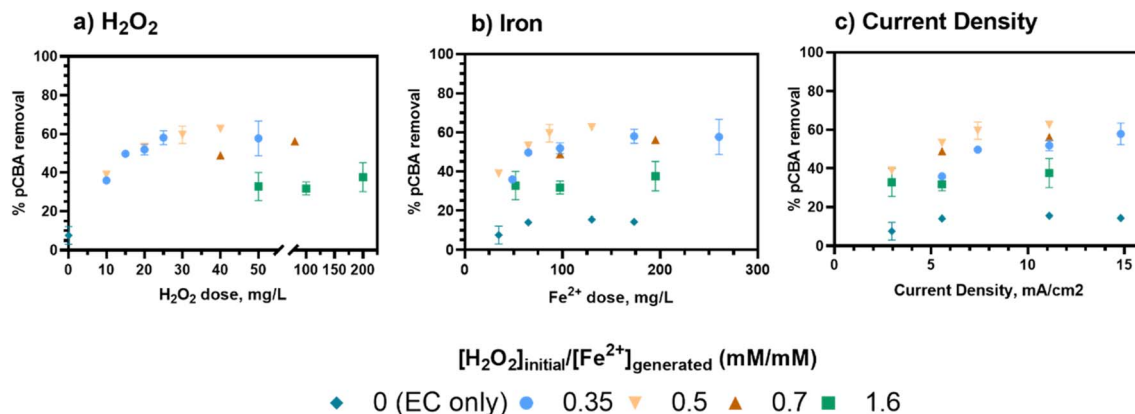 a) H₂O₂
b) Iron
c) Current Density
% pCBA removal
100
80
60
40
20
0
0 10 20 30 40 50 100 150 200
H₂O₂ dose, mg/L
% pCBA removal
100
80
60
40
20
0
0 100 200 300
Fe²⁺ dose, mg/L
% pCBA removal
100
80
60
40
20
0
0 5 10 15
Current Density, mA/cm2
[H₂O₂]initial/[Fe²⁺]generated (mM/mM)
0 (EC only) 0.35 0.5 0.7 1.6